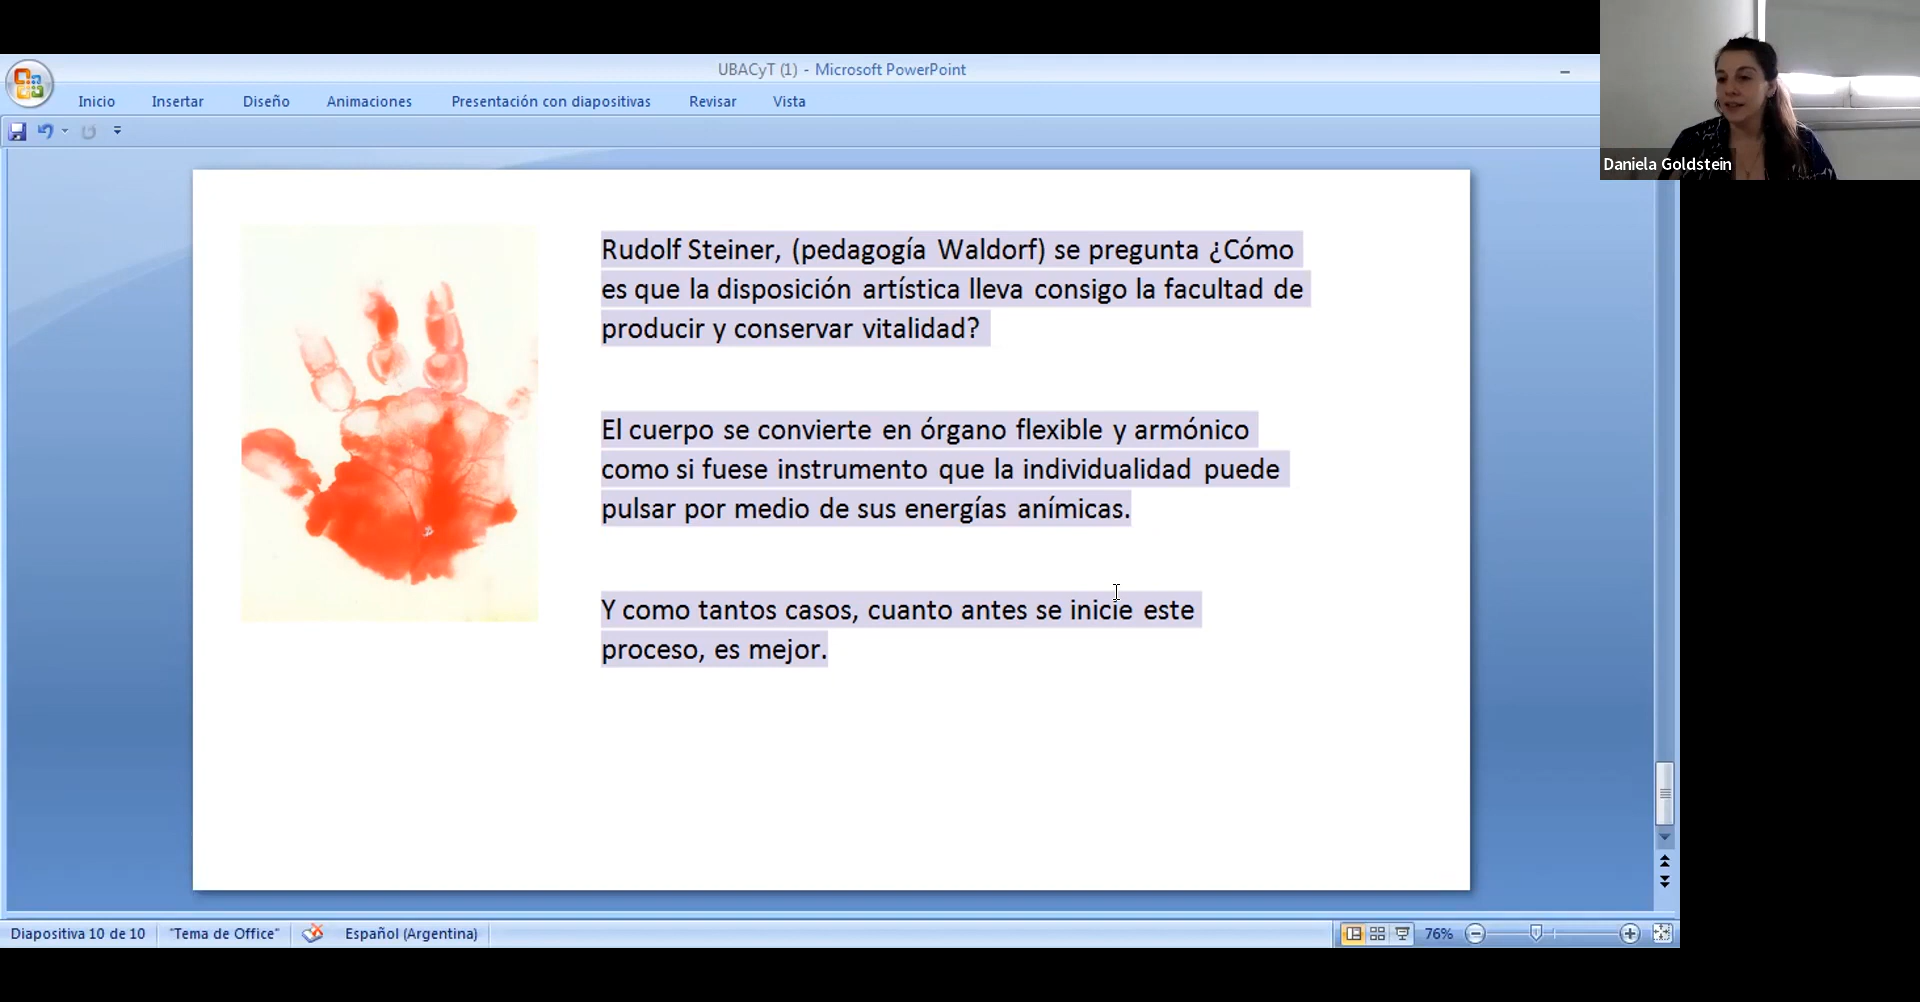 UBACyT (1) - Microsoft PowerPoint
Inicio Insertar Diseño Animaciones Presentación con diapositivas Revisar Vista
Daniela Goldstein
Rudolf Steiner, (pedagogía Waldorf) se pregunta ¿Cómo
es que la disposición artística lleva consigo la facultad de
producir y conservar vitalidad?
El cuerpo se convierte en órgano flexible y armónico
como si fuese instrumento que la individualidad puede
pulsar por medio de sus energías anímicas.
Y como tantos casos, cuanto antes se inicie este
proceso, es mejor.
Diapositiva 10 de 10 "Tema de Office" Español (Argentina) 76%